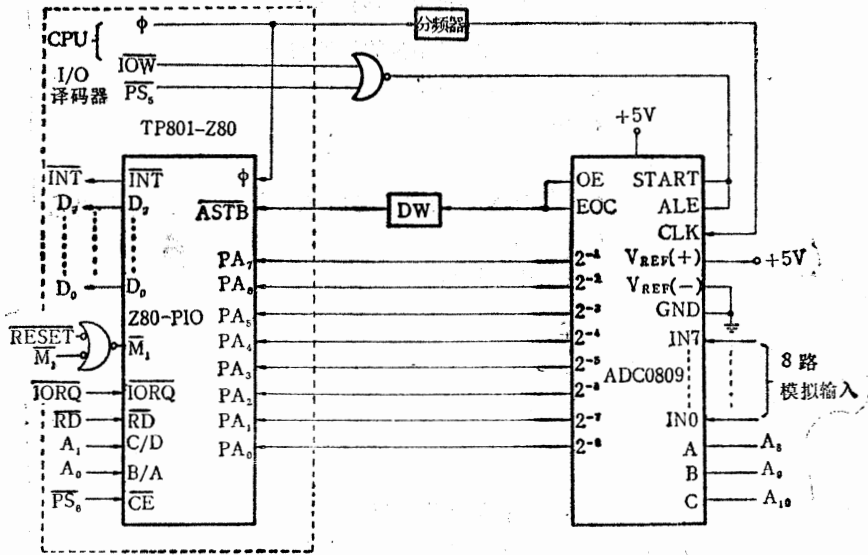 CPU
ϕ
分频器
I/O
译码器
IOW
PS₅
TP801-Z80
+5V
INT
INT
ϕ
D₇
D₇
ASTB
DW
OE
START
EOC
ALE
CLK
PA₇
2⁻¹
VREF(+)
+5V
D₀
D₀
PA₆
2⁻²
VREF(−)
Z80-PIO
PA₅
2⁻³
GND
RESET
M₁
M₁
PA₄
2⁻⁴
IN7
PA₃
2⁻⁵
ADC0809
8 路
模拟输入
IORQ
IORQ
PA₂
2⁻⁶
RD
RD
PA₁
2⁻⁷
IN0
A₁
C/D
PA₀
2⁻⁸
A
A₈
A₀
B/A
B
A₉
PS₆
CE
C
A₁₀